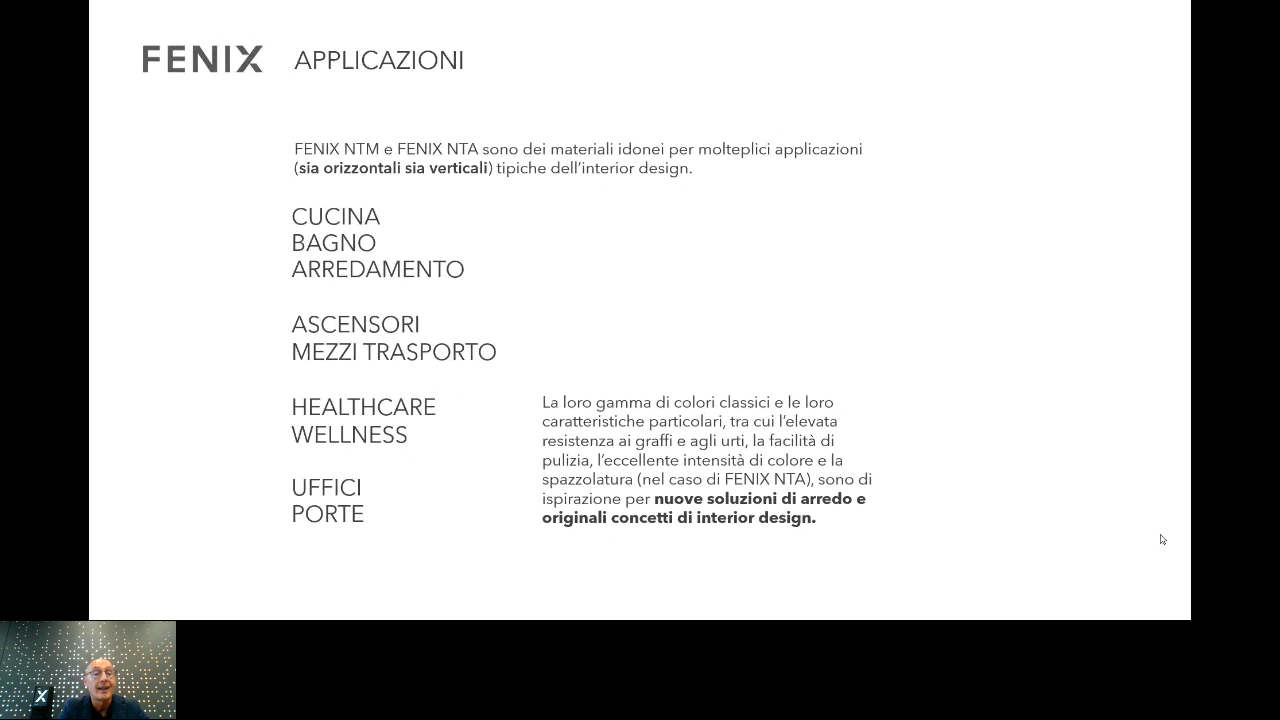 FENIX APPLICAZIONI
FENIX NTM e FENIX NTA sono dei materiali idonei per molteplici applicazioni
(sia orizzontali sia verticali) tipiche dell'interior design.
CUCINA
BAGNO
ARREDAMENTO
ASCENSORI
MEZZI TRASPORTO
HEALTHCARE
WELLNESS
UFFICI
PORTE
La loro gamma di colori classici e le loro
caratteristiche particolari, tra cui l'elevata
resistenza ai graffi e agli urti, la facilità di
pulizia, l'eccellente intensità di colore e la
spazzolatura (nel caso di FENIX NTA), sono di
ispirazione per nuove soluzioni di arredo e
originali concetti di interior design.
X